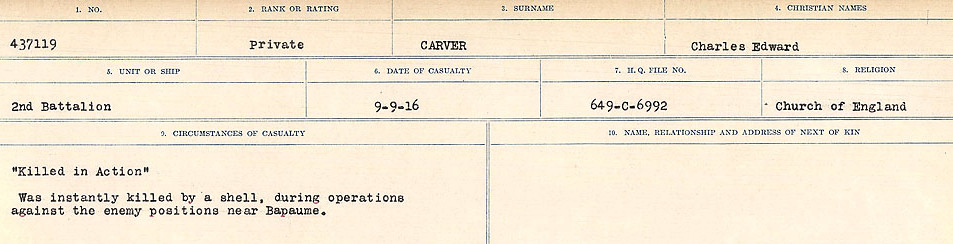 1. NO. 2. RANK OR RATING 3. SURNAME 4. CHRISTIAN NAMES
437119 Private CARVER Charles Edward
5. UNIT OR SHIP 6. DATE OF CASUALTY 7. H. Q. FILE NO. 8. RELIGION
2nd Battalion 9-9-16 649-C-6992 Church of England
9. CIRCUMSTANCES OF CASUALTY 10. NAME, RELATIONSHIP AND ADDRESS OF NEXT OF KIN
"Killed in Action"
Was instantly killed by a shell, during operations
against the enemy positions near Bapaume.